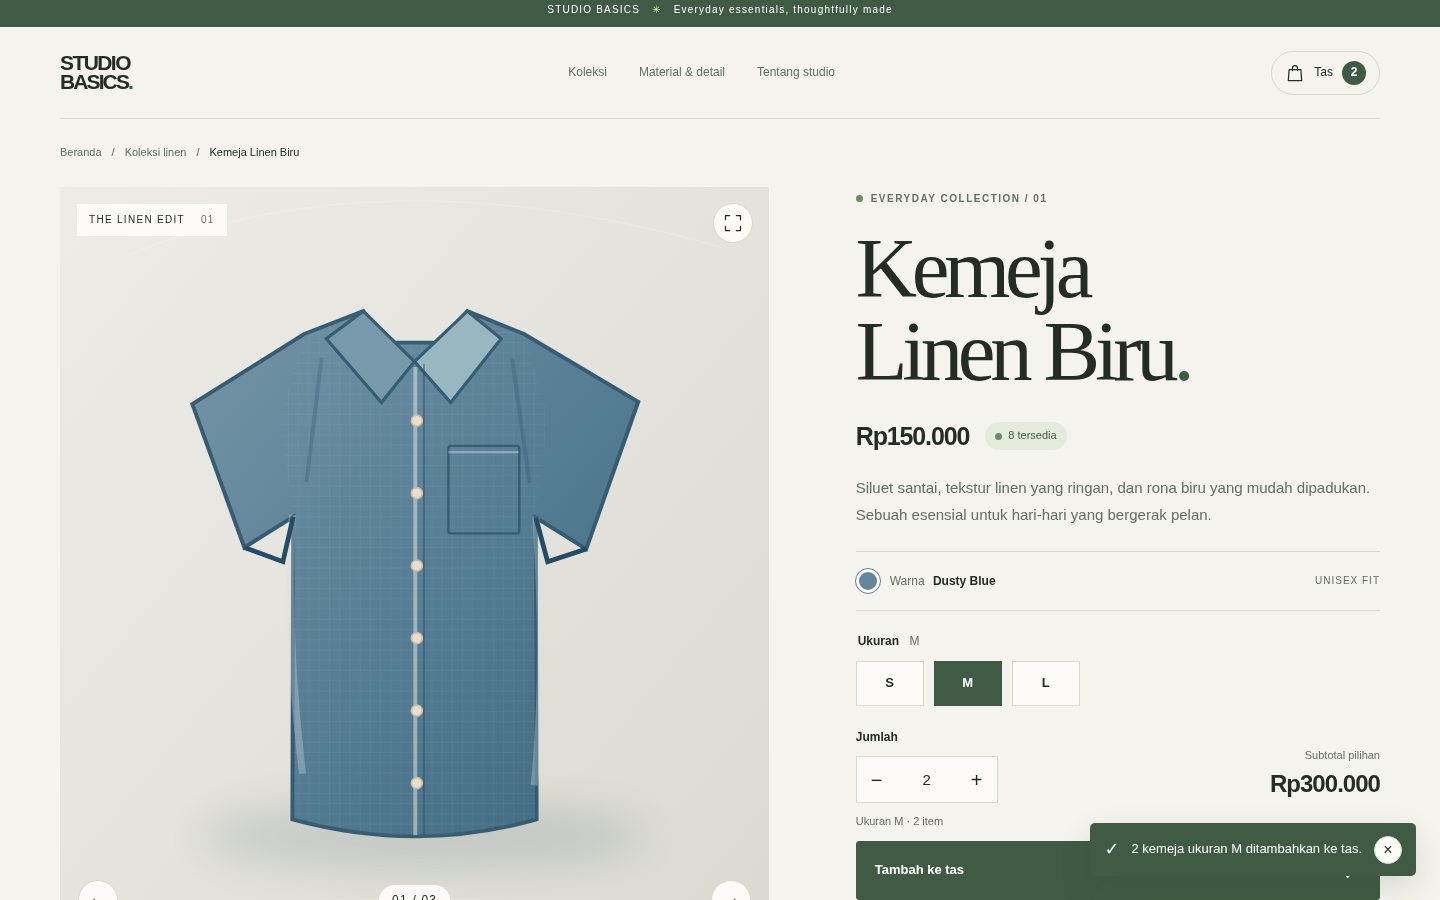 STUDIO BASICS ✳ Everyday essentials, thoughtfully made
STUDIO
BASICS.
Koleksi Material & detail Tentang studio
Tas 2
Beranda / Koleksi linen / Kemeja Linen Biru
THE LINEN EDIT 01
01 / 03
EVERYDAY COLLECTION / 01
Kemeja
Linen Biru.
Rp150.000 8 tersedia
Siluet santai, tekstur linen yang ringan, dan rona biru yang mudah dipadukan.
Sebuah esensial untuk hari-hari yang bergerak pelan.
Warna Dusty Blue UNISEX FIT
Ukuran M
S M L
Jumlah
Subtotal pilihan
− 2 +
Rp300.000
Ukuran M · 2 item
Tambah ke tas
✓ 2 kemeja ukuran M ditambahkan ke tas. ×